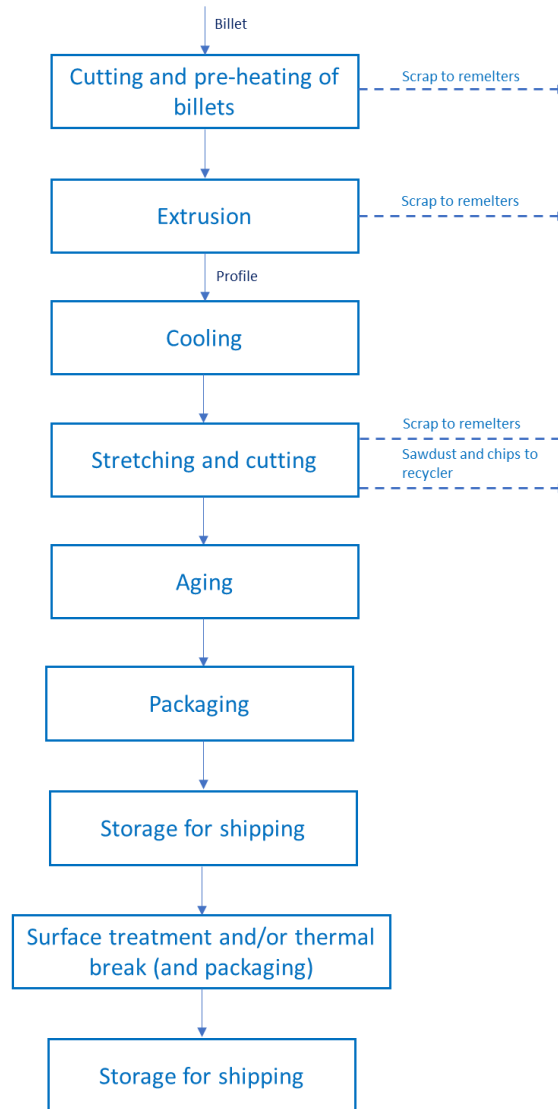 Billet
Cutting and pre-heating of
billets
Scrap to remelters
Extrusion
Scrap to remelters
Profile
Cooling
Stretching and cutting
Scrap to remelters
Sawdust and chips to
recycler
Aging
Packaging
Storage for shipping
Surface treatment and/or thermal
break (and packaging)
Storage for shipping